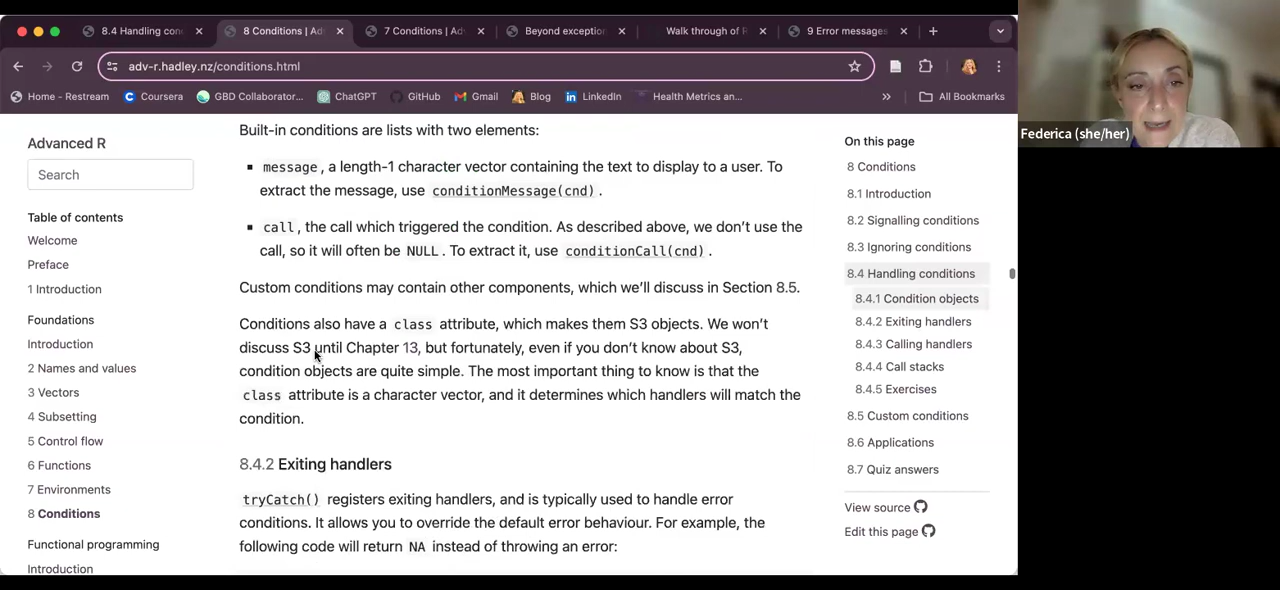 8.4 Handling con
8 Conditions | Ad
7 Conditions | Ad
Beyond exception
Walk through of R
9 Error messages
adv-r.hadley.nz/conditions.html
Home - Restream
Coursera
GBD Collaborator...
ChatGPT
GitHub
Gmail
Blog
LinkedIn
Health Metrics an...
»
All Bookmarks
Federica (she/her)
Advanced R
Search
Table of contents
Welcome
Preface
1 Introduction
Foundations
Introduction
2 Names and values
3 Vectors
4 Subsetting
5 Control flow
6 Functions
7 Environments
8 Conditions
Functional programming
Introduction
Built-in conditions are lists with two elements:
message, a length-1 character vector containing the text to display to a user. To
extract the message, use conditionMessage(cnd).
call, the call which triggered the condition. As described above, we don't use the
call, so it will often be NULL. To extract it, use conditionCall(cnd).
Custom conditions may contain other components, which we'll discuss in Section 8.5.
Conditions also have a class attribute, which makes them S3 objects. We won't
discuss S3 until Chapter 13, but fortunately, even if you don't know about S3,
condition objects are quite simple. The most important thing to know is that the
class attribute is a character vector, and it determines which handlers will match the
condition.
8.4.2 Exiting handlers
tryCatch() registers exiting handlers, and is typically used to handle error
conditions. It allows you to override the default error behaviour. For example, the
following code will return NA instead of throwing an error:
On this page
8 Conditions
8.1 Introduction
8.2 Signalling conditions
8.3 Ignoring conditions
8.4 Handling conditions
8.4.1 Condition objects
8.4.2 Exiting handlers
8.4.3 Calling handlers
8.4.4 Call stacks
8.4.5 Exercises
8.5 Custom conditions
8.6 Applications
8.7 Quiz answers
View source
Edit this page